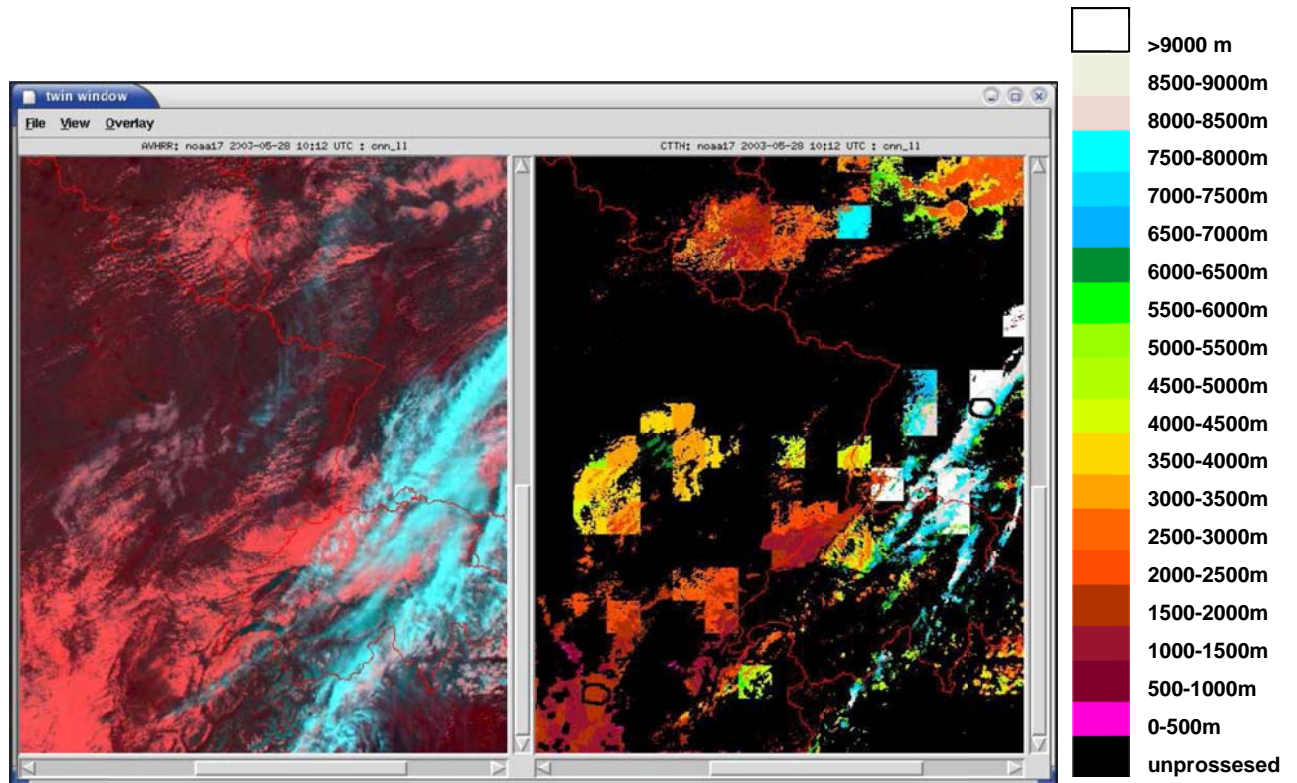 twin window
File View Overlay
AVHRR: noaa17 2003-05-28 10:12 UTC : cnn_ll
CTTH: noaa17 2003-05-28 10:12 UTC : cnn_ll
>9000 m
8500-9000m
8000-8500m
7500-8000m
7000-7500m
6500-7000m
6000-6500m
5500-6000m
5000-5500m
4500-5000m
4000-4500m
3500-4000m
3000-3500m
2500-3000m
2000-2500m
1500-2000m
1000-1500m
500-1000m
0-500m
unprossesed